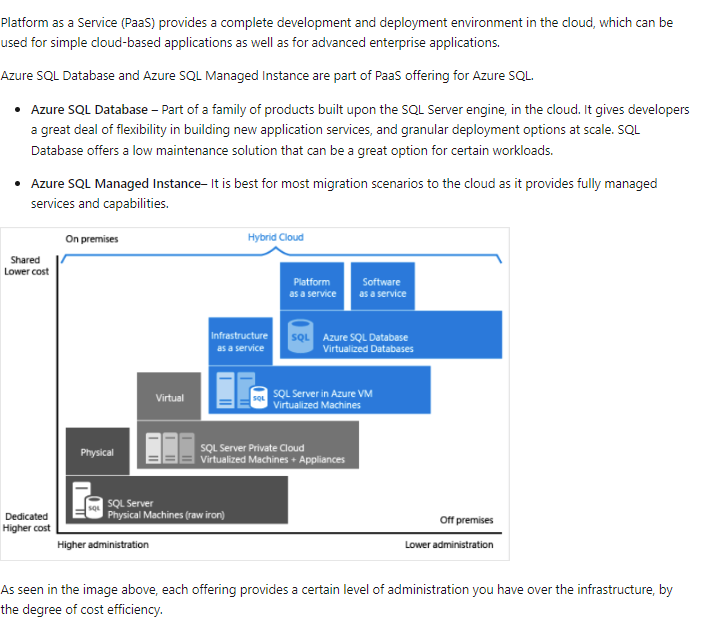 Platform as a Service (PaaS) provides a complete development and deployment environment in the cloud, which can be
used for simple cloud-based applications as well as for advanced enterprise applications.
Azure SQL Database and Azure SQL Managed Instance are part of PaaS offering for Azure SQL.
• Azure SQL Database – Part of a family of products built upon the SQL Server engine, in the cloud. It gives developers
a great deal of flexibility in building new application services, and granular deployment options at scale. SQL
Database offers a low maintenance solution that can be a great option for certain workloads.
• Azure SQL Managed Instance– It is best for most migration scenarios to the cloud as it provides fully managed
services and capabilities.
On premises
Hybrid Cloud
Shared
Lower cost
Platform
as a service
Software
as a service
Infrastructure
as a service
SQL
Azure SQL Database
Virtualized Databases
Virtual
SQL
SQL Server in Azure VM
Virtualized Machines
Physical
SQL Server Private Cloud
Virtualized Machines + Appliances
SQL
SQL Server
Physical Machines (raw iron)
Dedicated
Higher cost
Off premises
Higher administration
Lower administration
As seen in the image above, each offering provides a certain level of administration you have over the infrastructure, by
the degree of cost efficiency.